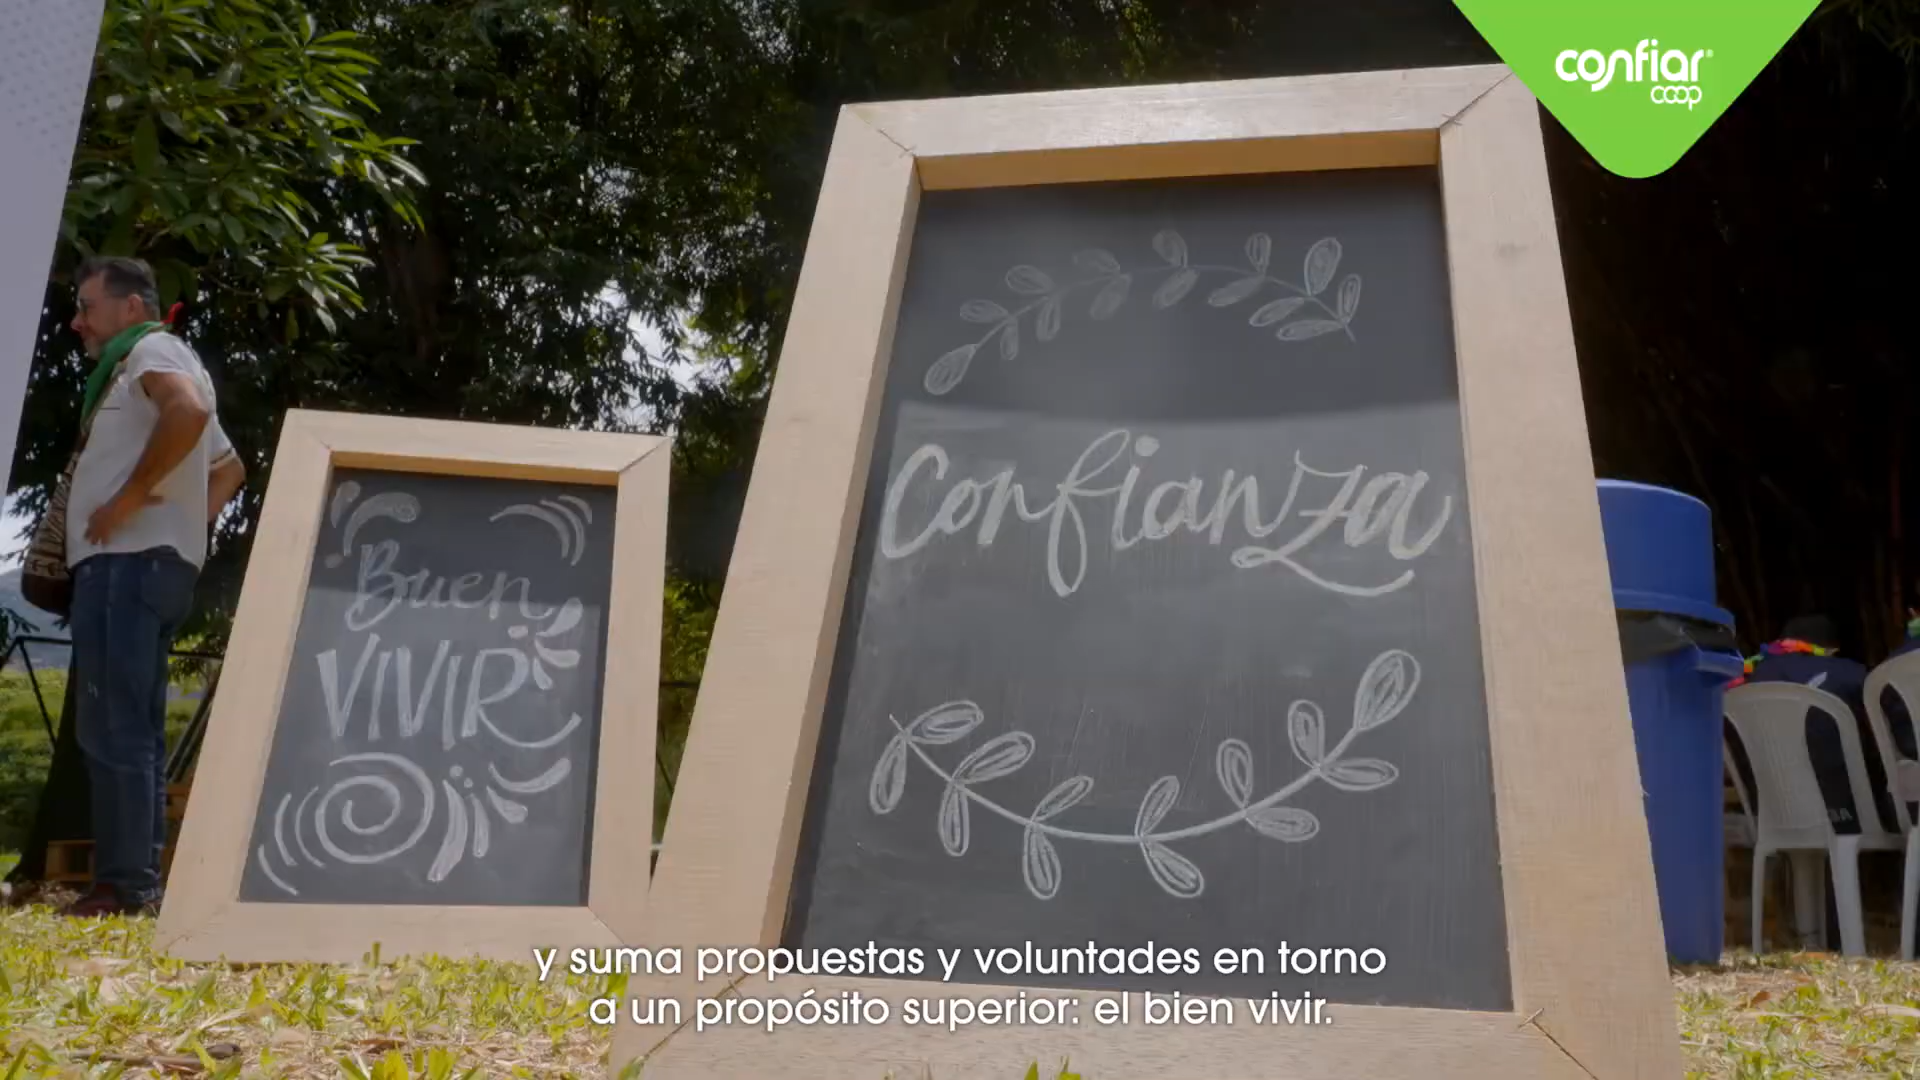 confiar
coop
Confianza
Buen
VIVIR
y suma propuestas y voluntades en torno
a un propósito superior: el bien vivir.